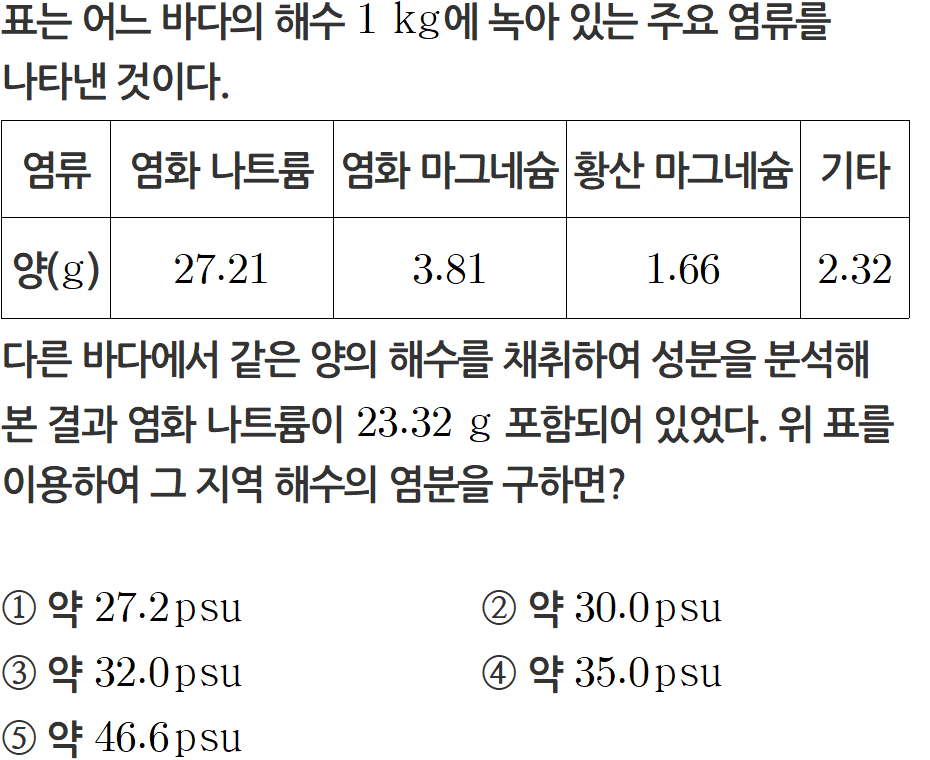 표는 어느 바다의 해수 1 kg에 녹아 있는 주요 염류를
나타낸 것이다.
염류 염화 나트륨 염화 마그네슘 황산 마그네슘 기타
양(g) 27.21 3.81 1.66 2.32
다른 바다에서 같은 양의 해수를 채취하여 성분을 분석해
본 결과 염화 나트륨이 23.32 g 포함되어 있었다. 위 표를
이용하여 그 지역 해수의 염분을 구하면?
① 약 27.2psu ② 약 30.0psu
③ 약 32.0psu ④ 약 35.0psu
⑤ 약 46.6psu